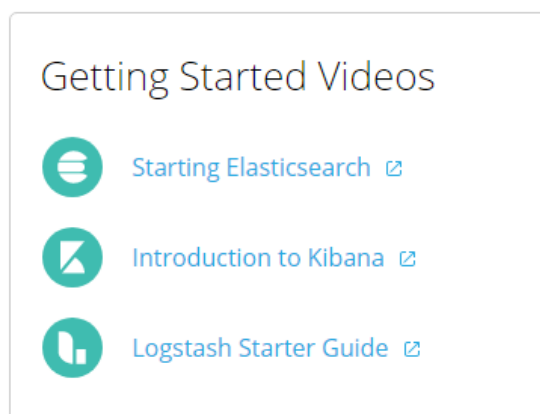 Getting Started Videos
Starting Elasticsearch
Introduction to Kibana
Logstash Starter Guide